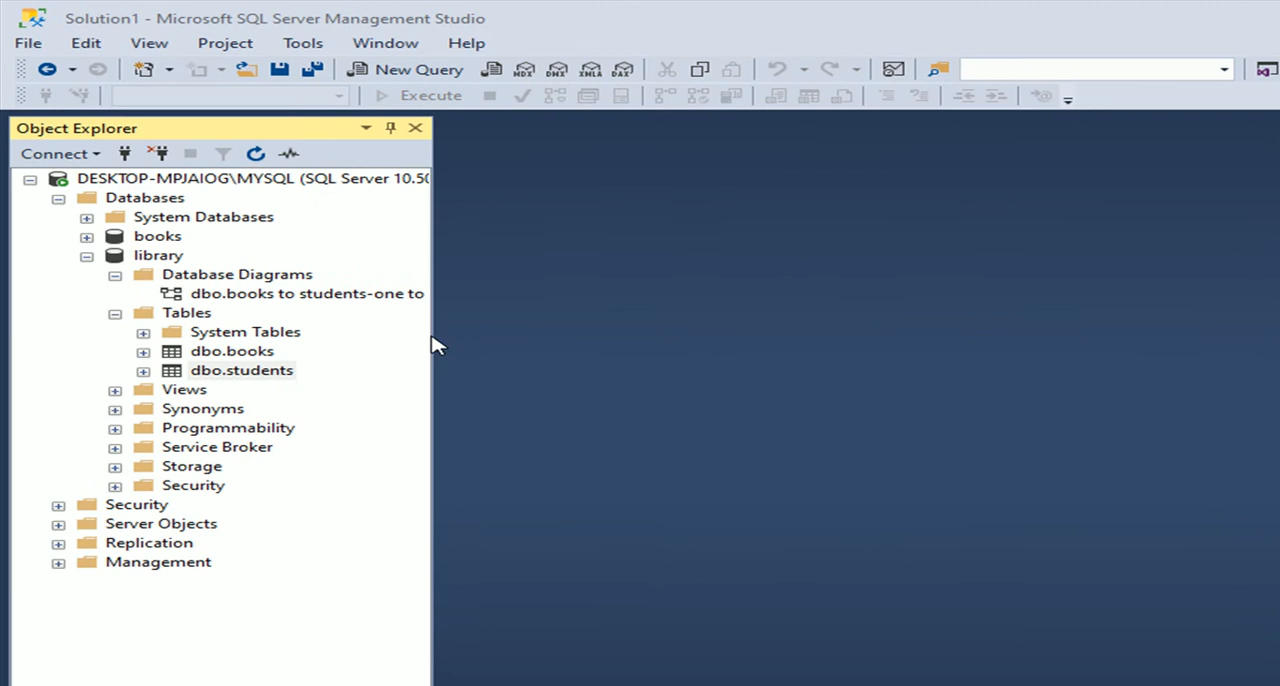 Solution1 - Microsoft SQL Server Management Studio
File Edit View Project Tools Window Help
New Query MDX DMX XMLA DAX
Execute
Object Explorer
Connect
DESKTOP-MPJAIOG\MYSQL (SQL Server 10.50
Databases
System Databases
books
library
Database Diagrams
dbo.books to students-one to
Tables
System Tables
dbo.books
dbo.students
Views
Synonyms
Programmability
Service Broker
Storage
Security
Security
Server Objects
Replication
Management